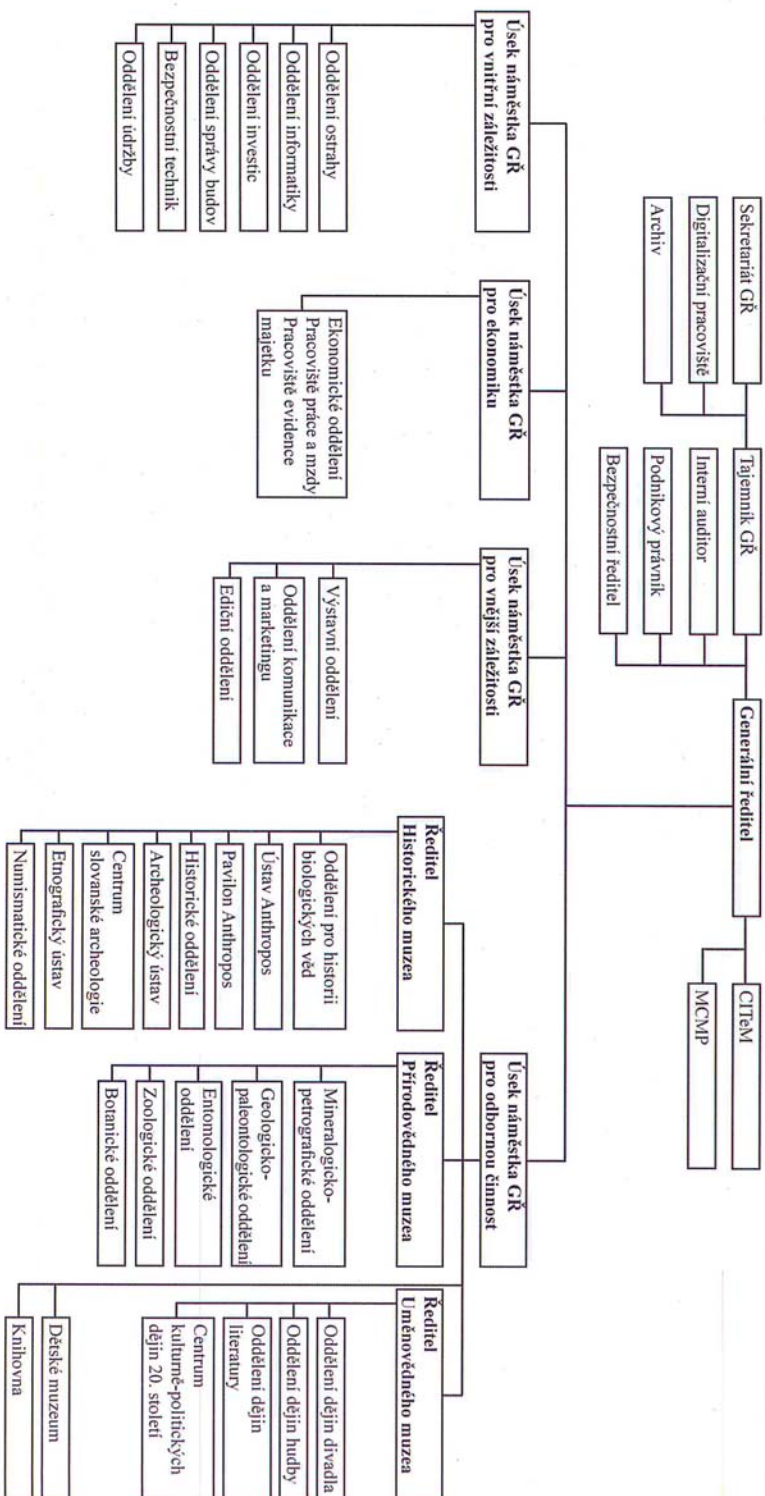 Generální ředitel
Tajemník GŘ
Sekretariát GŘ
Digitalizační pracoviště
Archiv
Interní auditor
Podnikový právník
Bezpečnostní ředitel
CITeM
MCMP
Úsek náměstka GŘ
pro vnitřní záležitosti
Oddělení ostrahy
Oddělení informatiky
Oddělení investic
Oddělení správy budov
Bezpečnostní technik
Oddělení údržby
Úsek náměstka GŘ
pro ekonomiku
Ekonomické oddělení
Pracoviště práce a mzdy
Pracoviště evidence
majetku
Úsek náměstka GŘ
pro vnější záležitosti
Výstavní oddělení
Oddělení komunikace
a marketingu
Ediční oddělení
Úsek náměstka GŘ
pro odbornou činnost
Ředitel
Historického muzea
Oddělení pro historii
biologických věd
Ústav Anthropos
Pavilon Anthropos
Historické oddělení
Archeologický ústav
Centrum
slovanské archeologie
Etnografický ústav
Numismatické oddělení
Ředitel
Přírodovědného muzea
Mineralogicko-
petrografické oddělení
Geologicko-
paleontologické oddělení
Entomologické
oddělení
Zoologické oddělení
Botanické oddělení
Ředitel
Uměnovědného muzea
Oddělení dějin divadla
Oddělení dějin hudby
Oddělení dějin
literatury
Centrum
kulturně-politických
dějin 20. století
Dětské muzeum
Knihovna